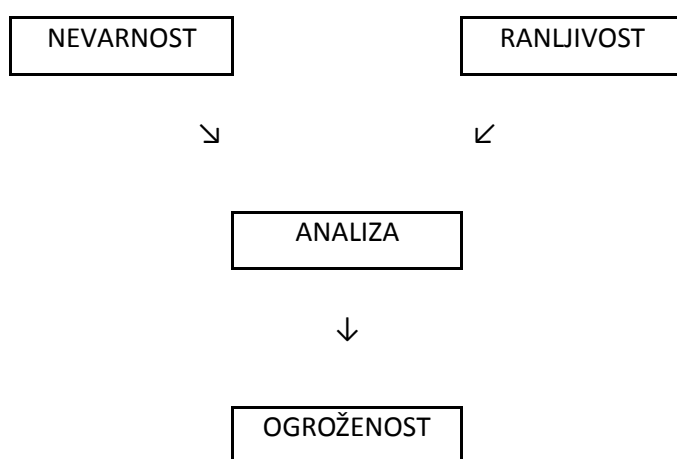 NEVARNOST RANLJIVOST
↘ ↙
ANALIZA
↓
OGROŽENOST